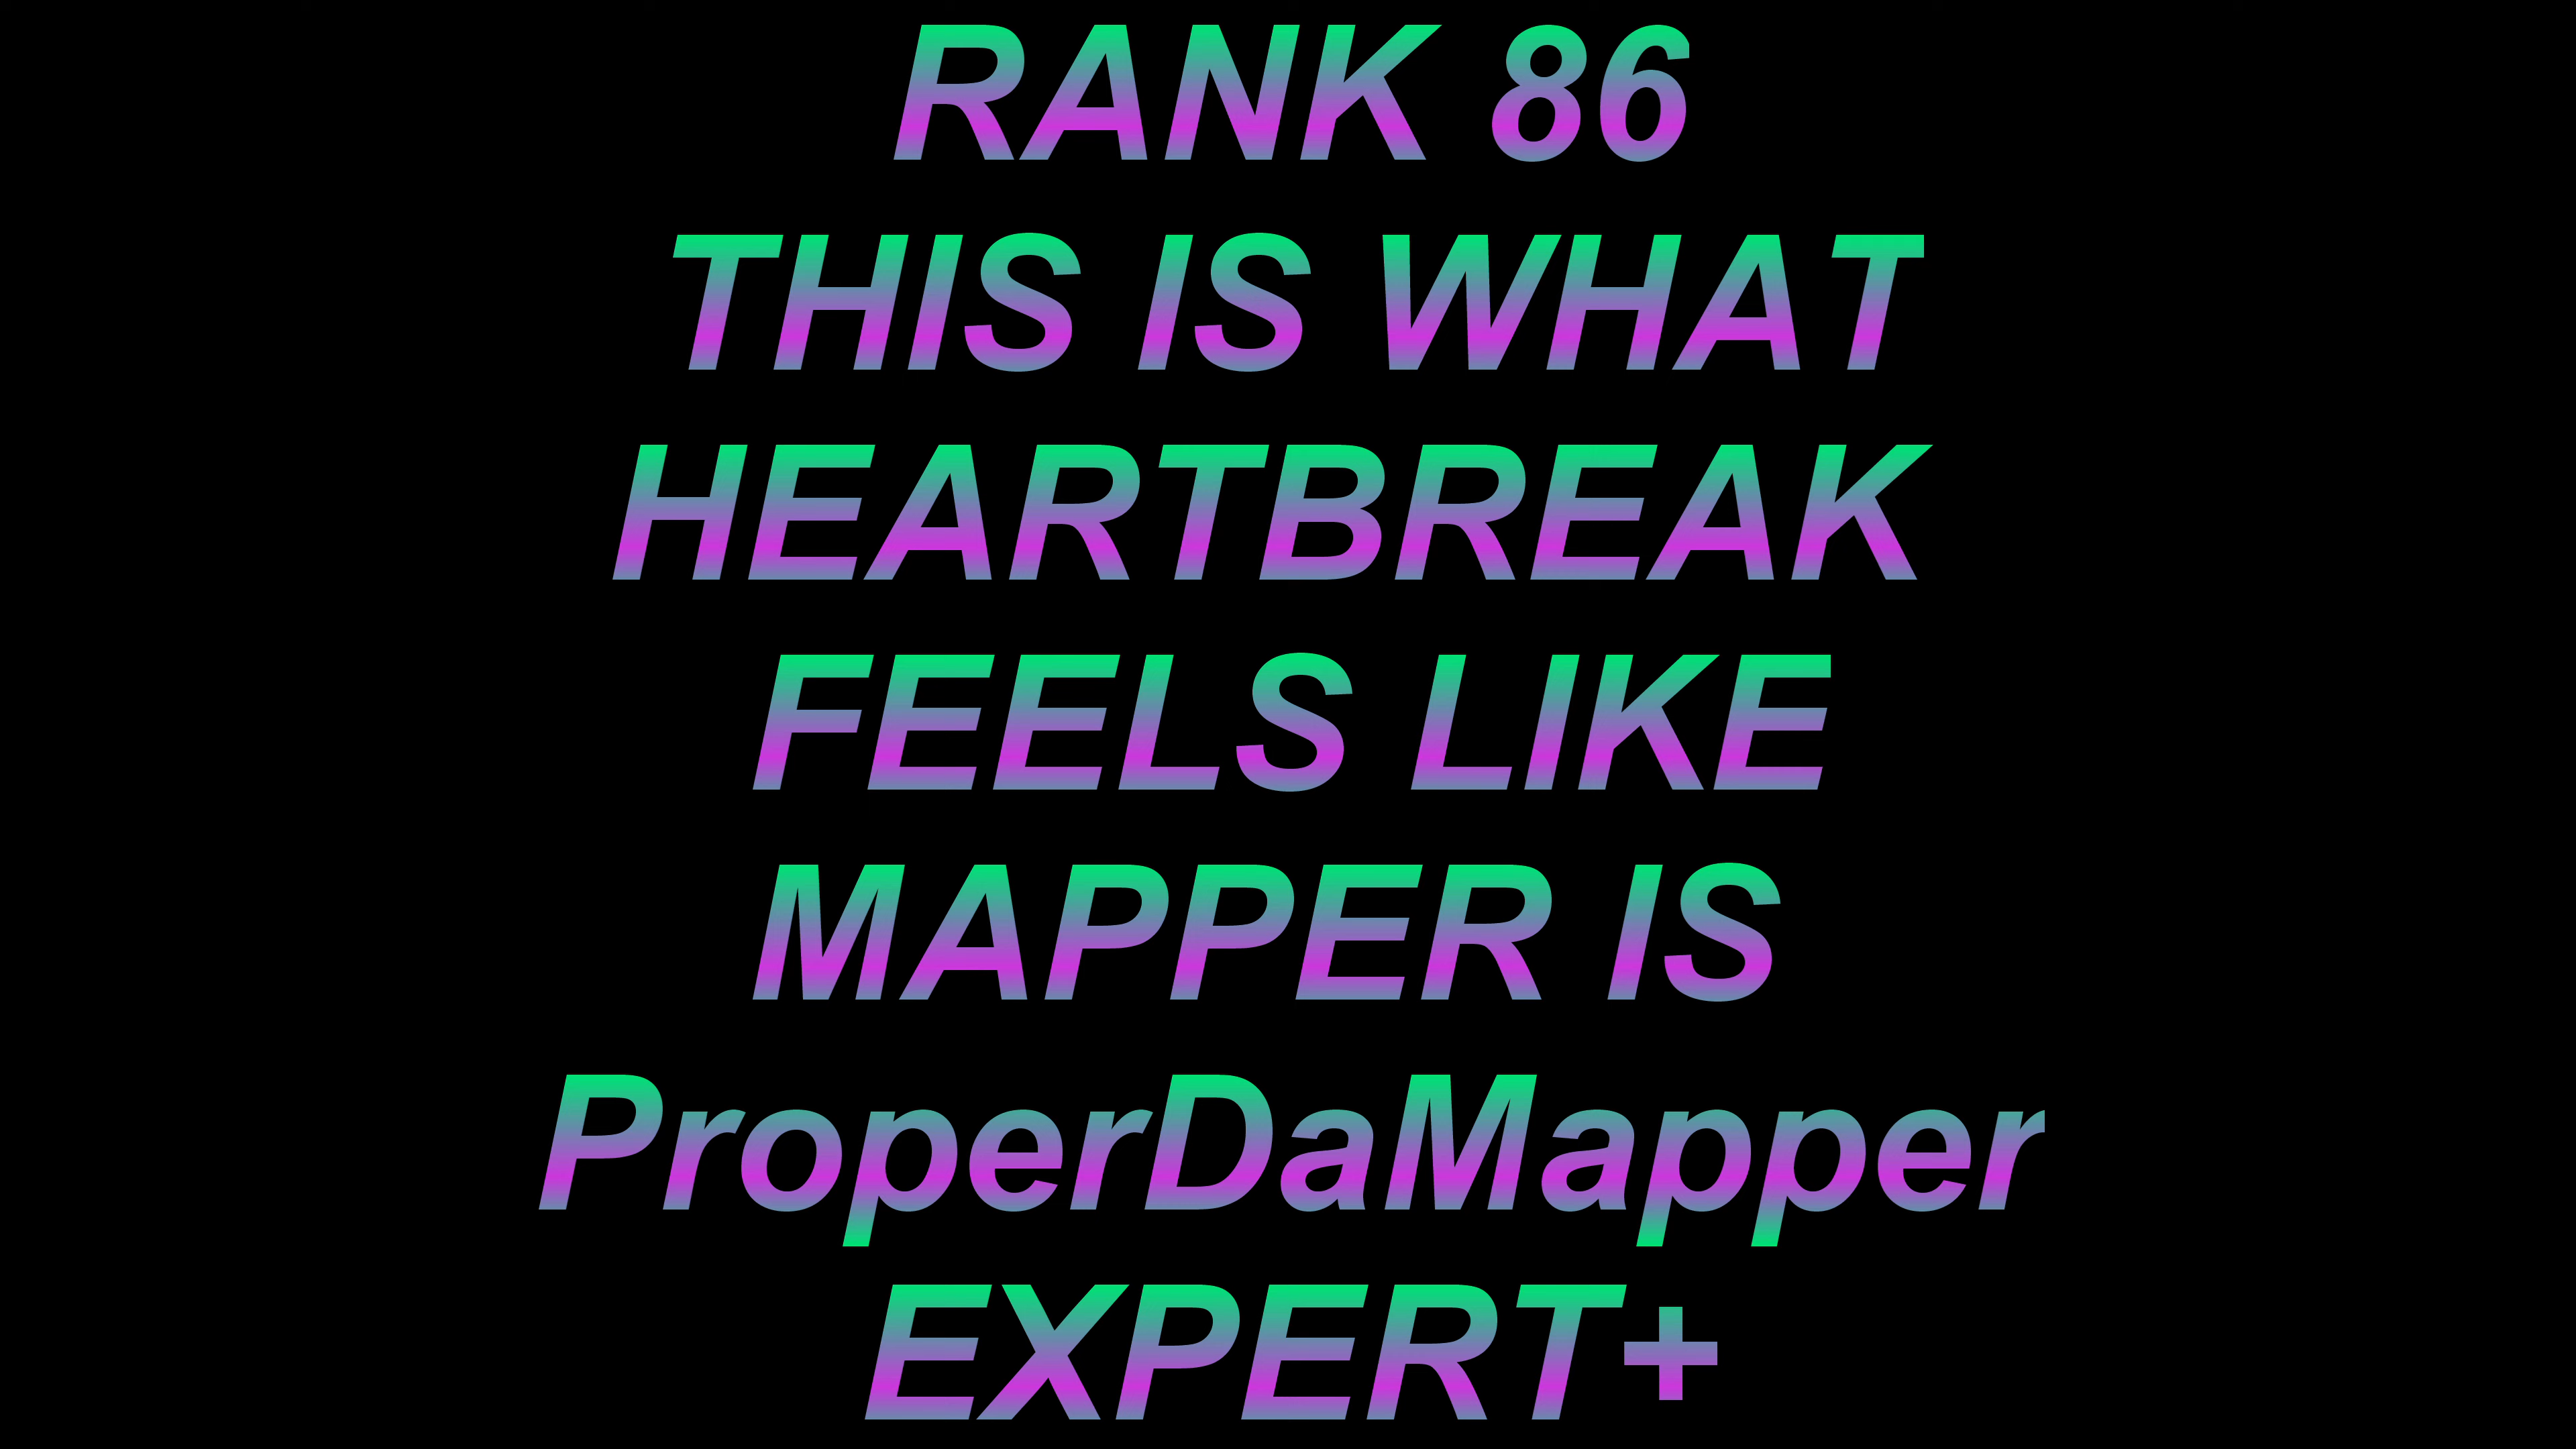 RANK 86
THIS IS WHAT
HEARTBREAK
FEELS LIKE
MAPPER IS
ProperDaMapper
EXPERT+